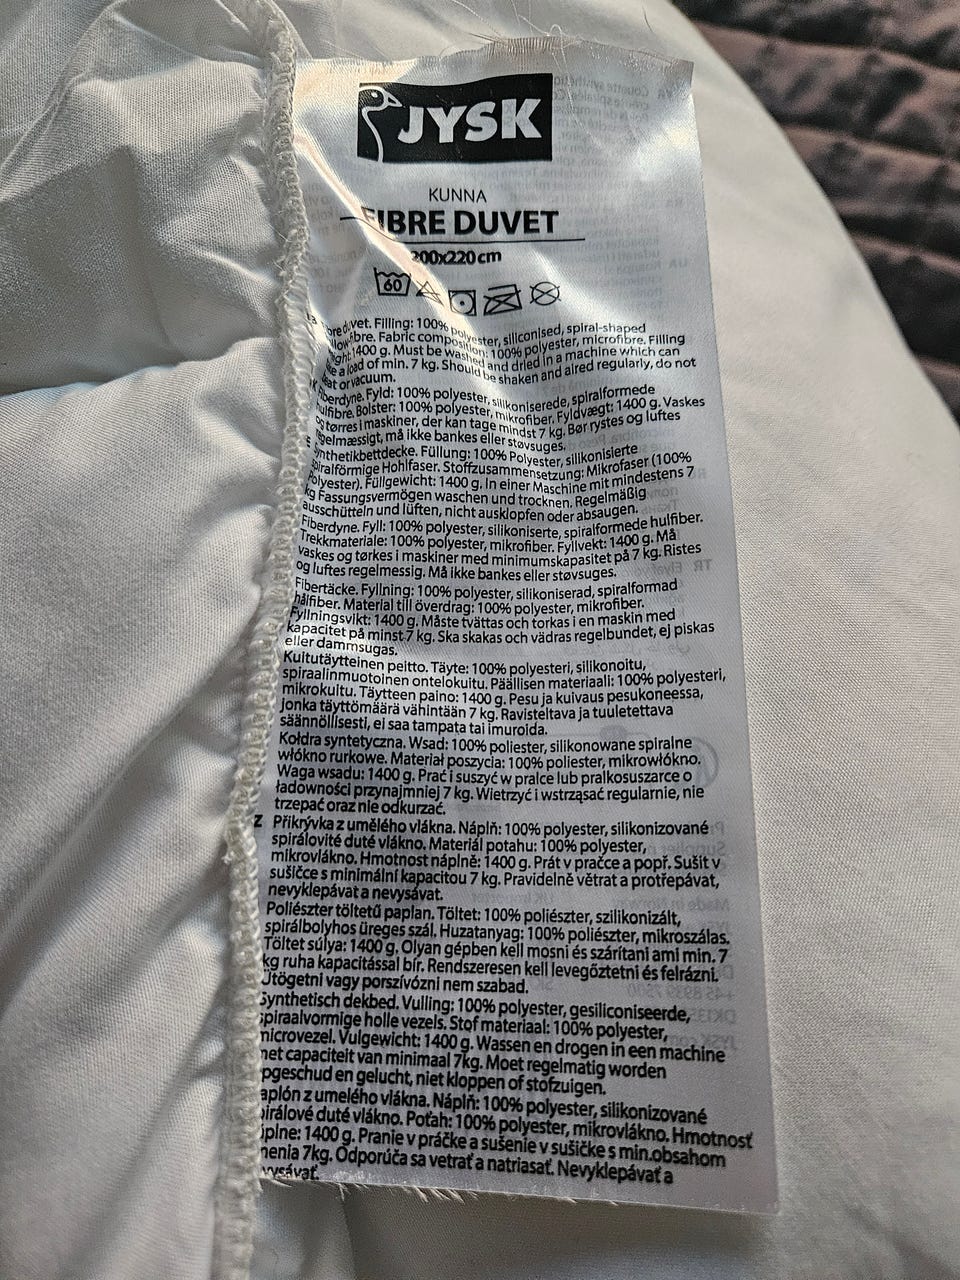 JYSK
KUNNA
FIBRE DUVET
200x220 cm
60
Fibre duvet. Filling: 100% polyester, siliconised, spiral-shaped
fibre. Fabric composition: 100% polyester, microfibre. Filling
1400 g. Must be washed and dried in a machine which can
a load of min. 7 kg. Should be shaken and aired regularly, do not
or vacuum.
Fiberdyne. Fyld: 100% polyester, silikoniserede, spiralformede
hulfibre. Bolster: 100% polyester, mikrofiber. Fyldvægt: 1400 g. Vaskes
og tørres i maskiner, der kan tage mindst 7 kg. Bør rystes og luftes
regelmæssigt, må ikke bankes eller støvsuges.
Synthetikbettdecke. Füllung: 100% Polyester, silikonisierte
spiralförmige Hohlfaser. Stoffzusammensetzung: Mikrofaser (100%
Polyester). Füllgewicht: 1400 g. In einer Maschine mit mindestens 7
kg Fassungsvermögen waschen und trocknen. Regelmäßig
ausschütteln und lüften, nicht ausklopfen oder absaugen.
Fiberdyne. Fyll: 100% polyester, silikoniserte, spiralformede hulfiber.
Trekkmateriale: 100% polyester, mikrofiber. Fyllvekt: 1400 g. Må
vaskes og tørkes i maskiner med minimumskapasitet på 7 kg. Ristes
og luftes regelmessig. Må ikke bankes eller støvsuges.
Fibertäcke. Fyllning: 100% polyester, silikoniserad, spiralformad
hålfiber. Material till överdrag: 100% polyester, mikrofiber.
Fyllningsvikt: 1400 g. Måste tvättas och torkas i en maskin med
kapacitet på minst 7 kg. Ska skakas och vädras regelbundet, ej piskas
eller dammsugas.
Kuitutäytteinen peitto. Täyte: 100% polyesteri, silikonoitu,
spiraalinmuotoinen ontelokuitu. Päällisen materiaali: 100% polyesteri,
mikrokuitu. Täytteen paino: 1400 g. Pesu ja kuivaus pesukoneessa,
jonka täyttömäärä vähintään 7 kg. Ravisteltava ja tuuletettava
säännöllisesti, ei saa tampata tai imuroida.
Kołdra syntetyczna. Wsad: 100% poliester, silikonowane spiralne
włókno rurkowe. Materiał poszycia: 100% poliester, mikrowłókno.
Waga wsadu: 1400 g. Prać i suszyć w pralce lub pralkosuszarce o
ładowności przynajmniej 7 kg. Wietrzyć i wstrząsać regularnie, nie
trzepać oraz nie odkurzać.
Z Přikrývka z umělého vlákna. Náplň: 100% polyester, silikonizované
spirálovité duté vlákno. Materiál potahu: 100% polyester,
mikrovlákno. Hmotnost náplně: 1400 g. Prát v pračce a popř. Sušit v
sušičce s minimální kapacitou 7 kg. Pravidelně větrat a protřepávat,
nevyklepávat a nevysávat.
Poliészter töltetű paplan. Töltet: 100% poliészter, szilikonizált,
spirálbolyhos üreges szál. Huzatanyag: 100% poliészter, mikroszálas.
Töltet súlya: 1400 g. Olyan gépben kell mosni és szárítani ami min. 7
kg ruha kapacitással bír. Rendszeresen kell levegőztetni és felrázni.
Ütögetni vagy porszívózni nem szabad.
Synthetisch dekbed. Vulling: 100% polyester, gesiliconiseerde,
spiraalvormige holle vezels. Stof materiaal: 100% polyester,
microvezel. Vulgewicht: 1400 g. Wassen en drogen in een machine
met capaciteit van minimaal 7kg. Moet regelmatig worden
pgeschud en gelucht, niet kloppen of stofzuigen.
aplón z umelého vlákna. Náplň: 100% polyester, silikonizované
irálové duté vlákno. Poťah: 100% polyester, mikrovlákno. Hmotnosť
plne: 1400 g. Pranie v práčke a sušenie v sušičke s min.obsahom
nenia 7kg. Odporúča sa vetrať a natriasať. Nevyklepávať a
vysávať.